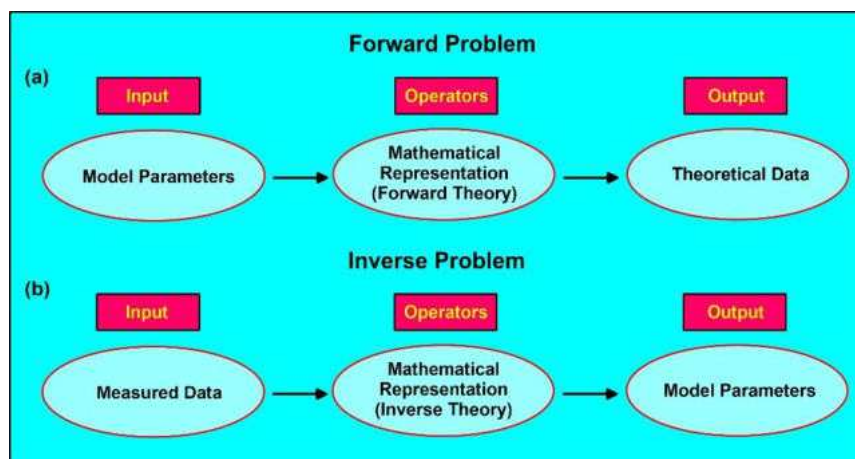 Forward Problem
(a)
Input
Operators
Output
Model Parameters
Mathematical
Representation
(Forward Theory)
Theoretical Data
Inverse Problem
(b)
Input
Operators
Output
Measured Data
Mathematical
Representation
(Inverse Theory)
Model Parameters